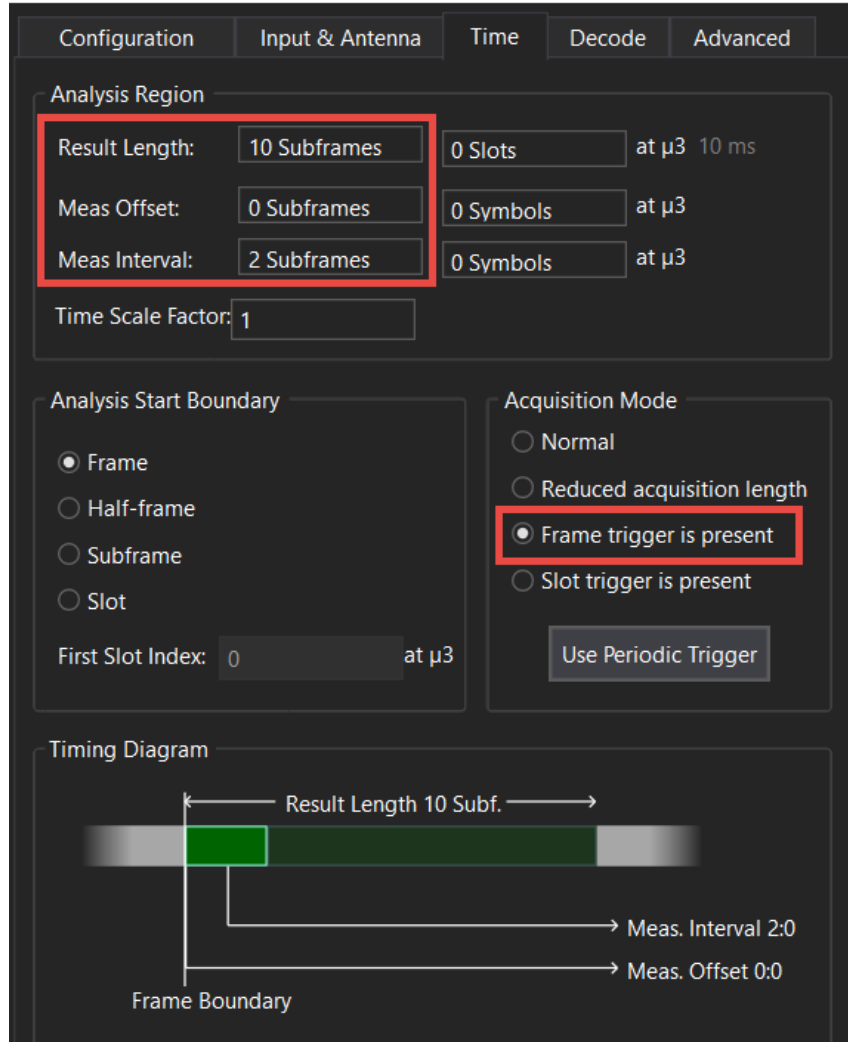 Configuration Input & Antenna Time Decode Advanced
Analysis Region
Result Length: 10 Subframes 0 Slots at µ3 10 ms
Meas Offset: 0 Subframes 0 Symbols at µ3
Meas Interval: 2 Subframes 0 Symbols at µ3
Time Scale Factor: 1
Analysis Start Boundary
Frame
Half-frame
Subframe
Slot
First Slot Index: 0 at µ3
Acquisition Mode
Normal
Reduced acquisition length
Frame trigger is present
Slot trigger is present
Use Periodic Trigger
Timing Diagram
Result Length 10 Subf.
Meas. Interval 2:0
Meas. Offset 0:0
Frame Boundary